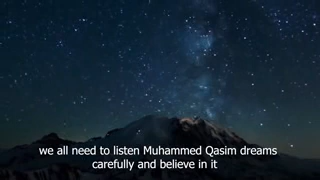 we all need to listen Muhammed Qasim dreams
carefully and believe in it